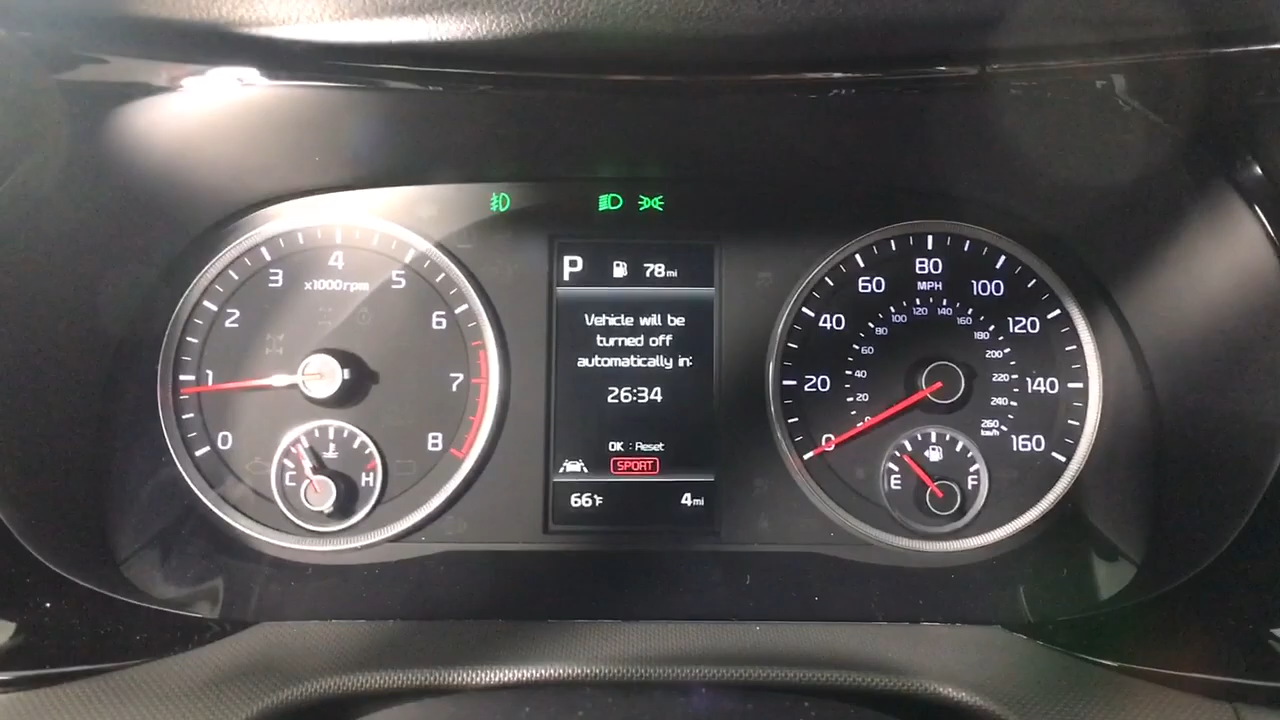 P 78mi
Vehicle will be
turned off
automatically in:
26:34
OK : Reset
SPORT
66°F 4mi
0
1
2
3
4
5
6
7
8
x1000rpm
C H
0
20
40
60
80
100
120
140
160
MPH
0
20
40
60
80
100
120
140
160
180
200
220
240
260
km/h
E F